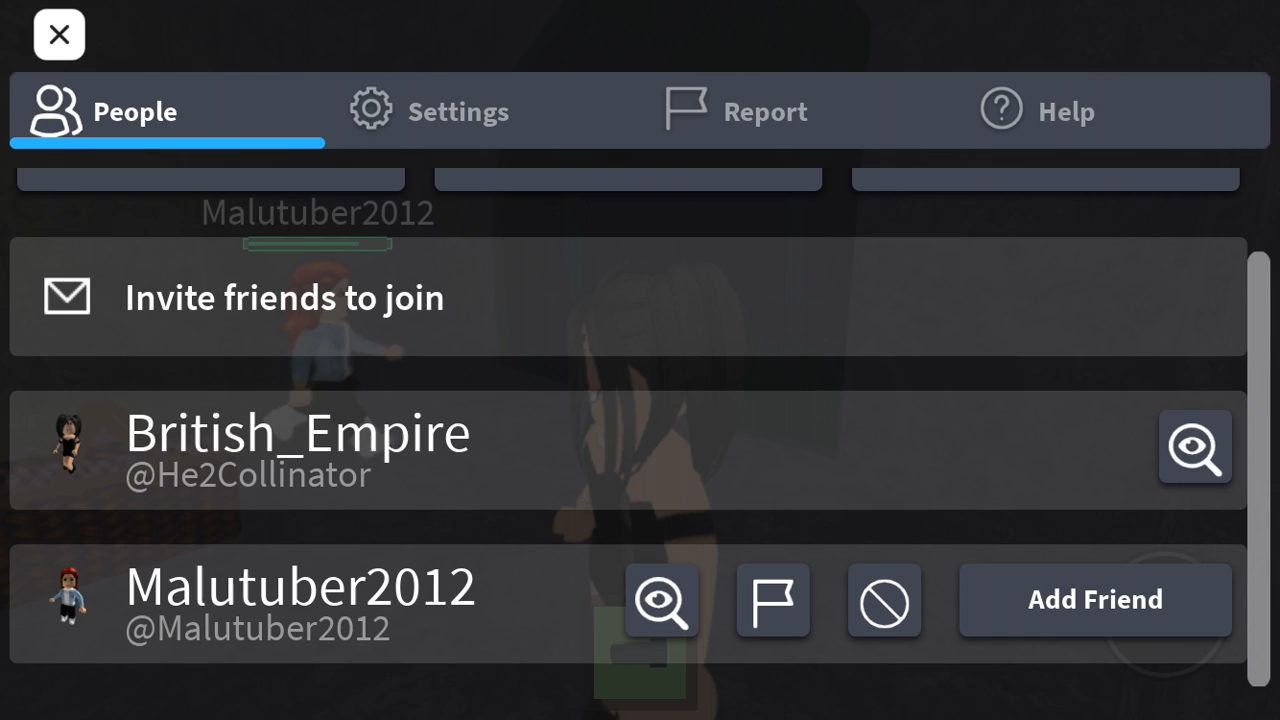 People
Settings
Report
Help
Malutuber2012
Invite friends to join
British_Empire
@He2Collinator
Malutuber2012
@Malutuber2012
Add Friend